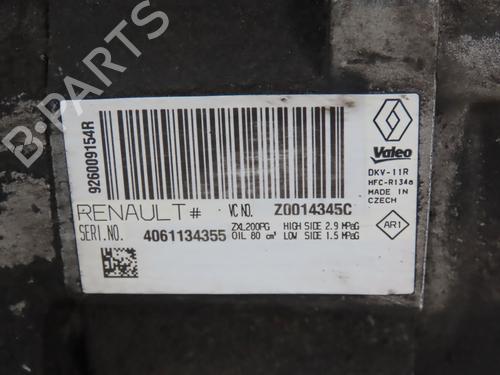 B-PARTS
926009154R
Valeo
DKV-11R
HFC-R134a
MADE IN
CZECH
AR1
RENAULT# VC NO. Z0014345C
SERI.NO. 4061134355 ZXL200PG HIGH SIDE 2.9 MPaG
OIL 80 cm³ LOW SIDE 1.5 MPaG